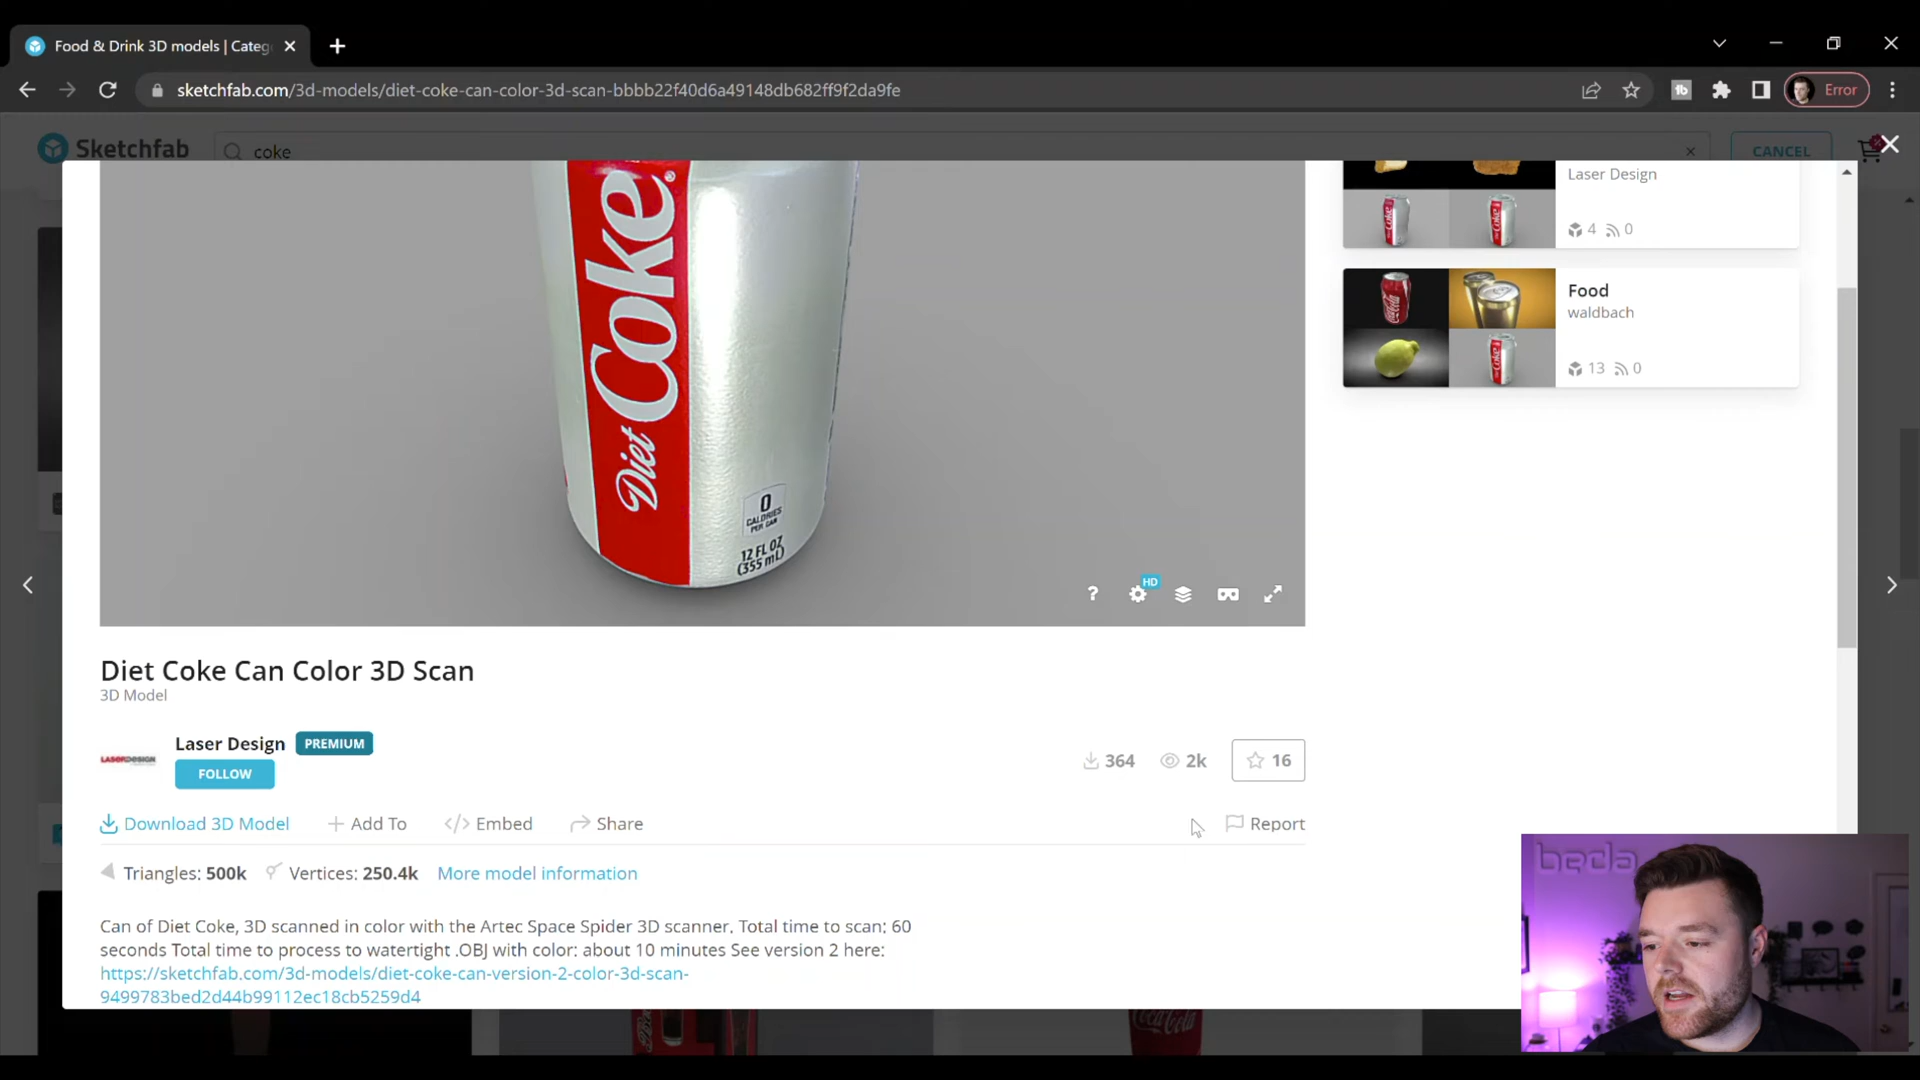 Food & Drink 3D models | Categ
sketchfab.com/3d-models/diet-coke-can-color-3d-scan-bbbb22f40d6a49148db682ff9f2da9fe
Error
Sketchfab
coke
CANCEL
Diet Coke
0
CALORIES
PER CAN
12 FL OZ
(355 mL)
HD
?
Laser Design
4 0
Food
waldbach
13 0
Diet Coke Can Color 3D Scan
3D Model
LASERDESIGN
Laser Design PREMIUM
FOLLOW
364 2k 16
Download 3D Model Add To Embed Share Report
Triangles: 500k Vertices: 250.4k More model information
Can of Diet Coke, 3D scanned in color with the Artec Space Spider 3D scanner. Total time to scan: 60
seconds Total time to process to watertight .OBJ with color: about 10 minutes See version 2 here:
https://sketchfab.com/3d-models/diet-coke-can-version-2-color-3d-scan-
9499783bed2d44b99112ec18cb5259d4
Coca-Cola
beda